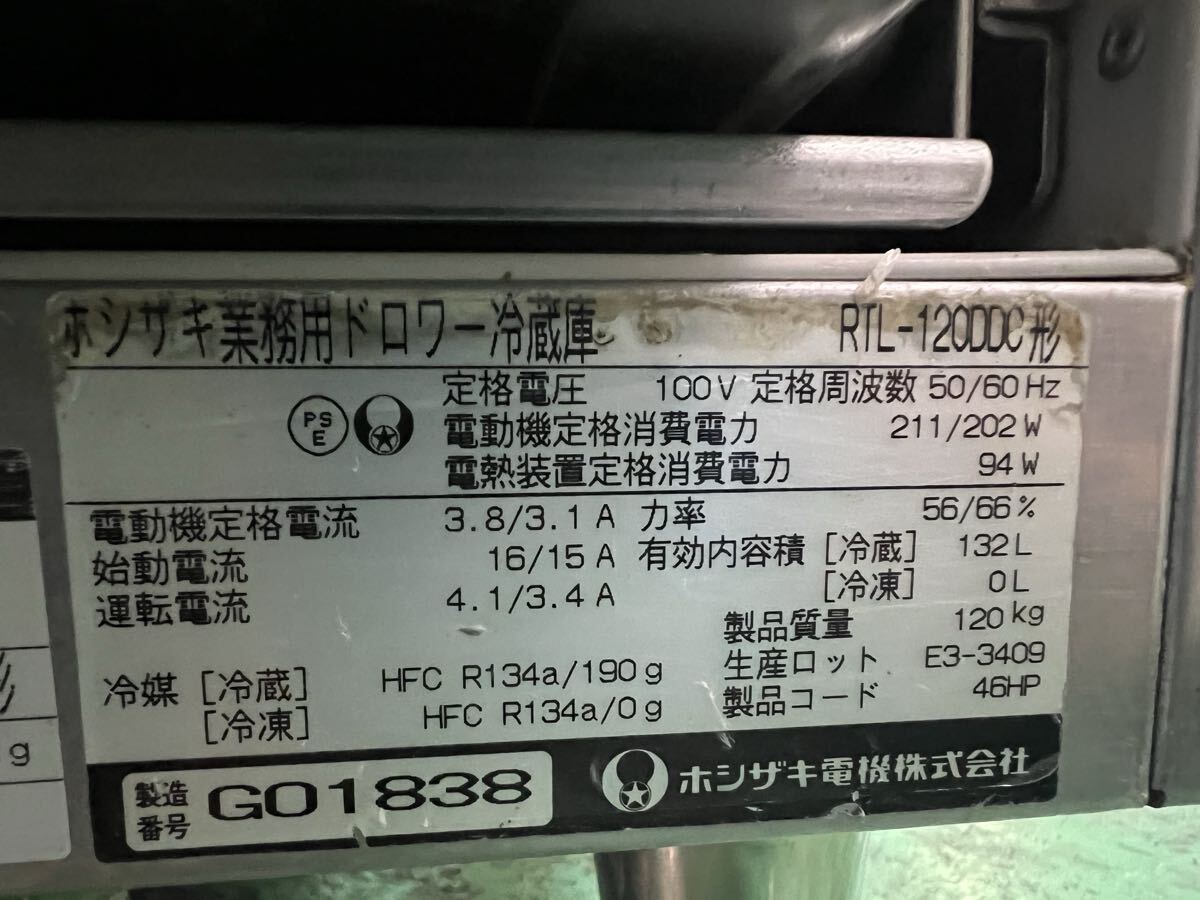 ホシザキ業務用ドロワー冷蔵庫 RTL-120DDC形
定格電圧 100V 定格周波数 50/60Hz
PS
E
電動機定格消費電力 211/202W
電熱装置定格消費電力 94W
電動機定格電流 3.8/3.1A 力率 56/66%
始動電流 16/15A 有効内容積 [冷蔵] 132L
[冷凍] 0L
運転電流 4.1/3.4A
製品質量 120kg
冷媒 [冷蔵] HFC R134a/190g 生産ロット E3-3409
[冷凍] HFC R134a/0g 製品コード 46HP
製造
番号 G01838
ホシザキ電機株式会社
形
g